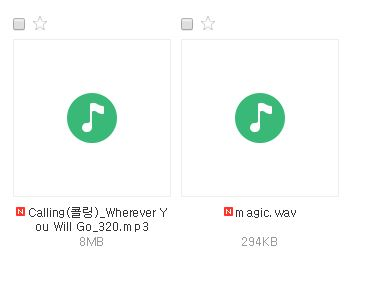 N Calling(콜링)_Wherever Y
ou Will Go_320.mp3
8MB
N magic.wav
294KB